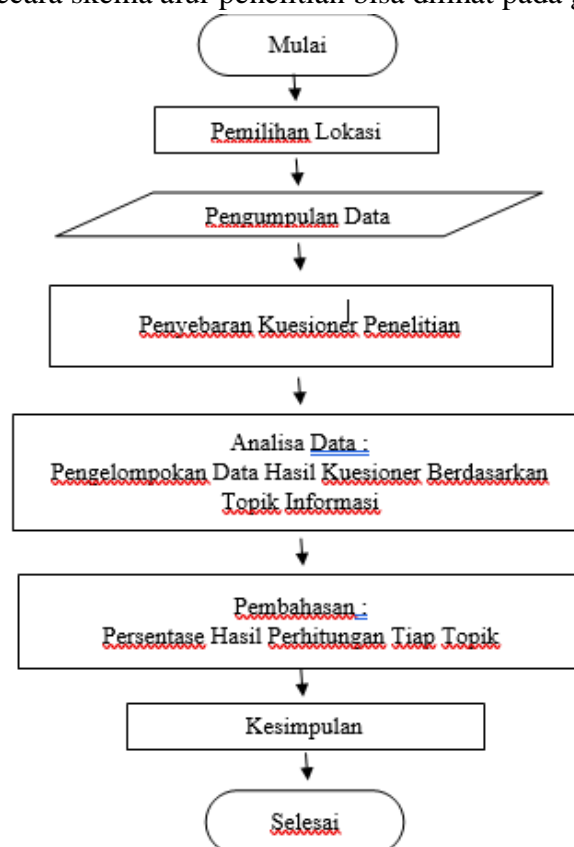 secara skema alur penelitian bisa dilihat pada g
Mulai
Pemilihan Lokasi
Pengumpulan Data
Penyebaran Kuesioner Penelitian
Analisa Data :
Pengelompokan Data Hasil Kuesioner Berdasarkan
Topik Informasi
Pembahasan :
Persentase Hasil Perhitungan Tiap Topik
Kesimpulan
Selesai